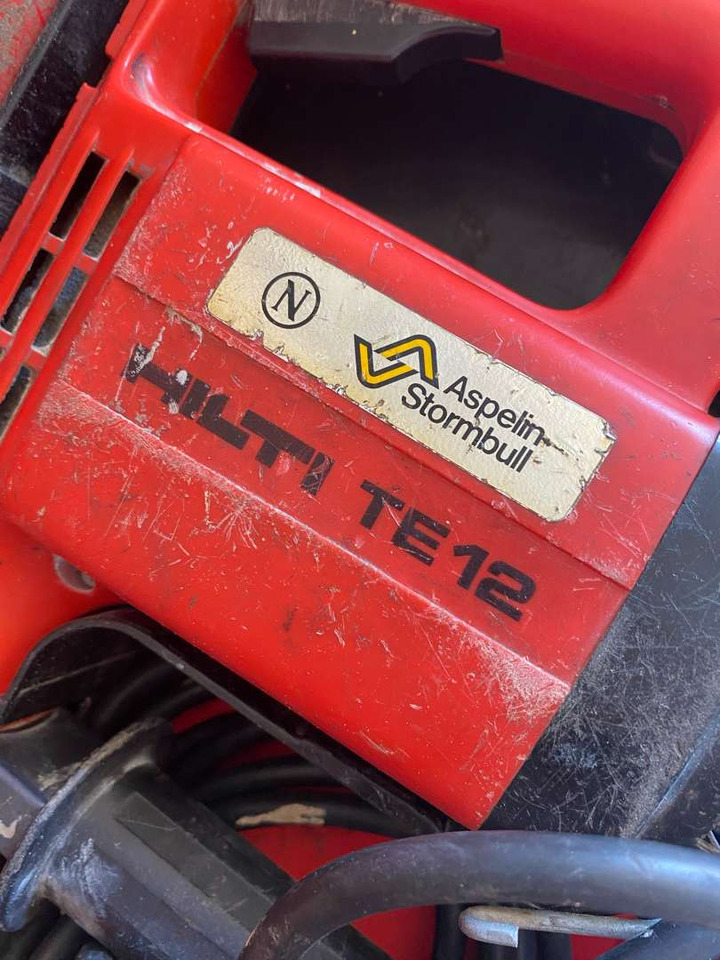 N
Aspelin-
Stormbull
HILTI TE 12